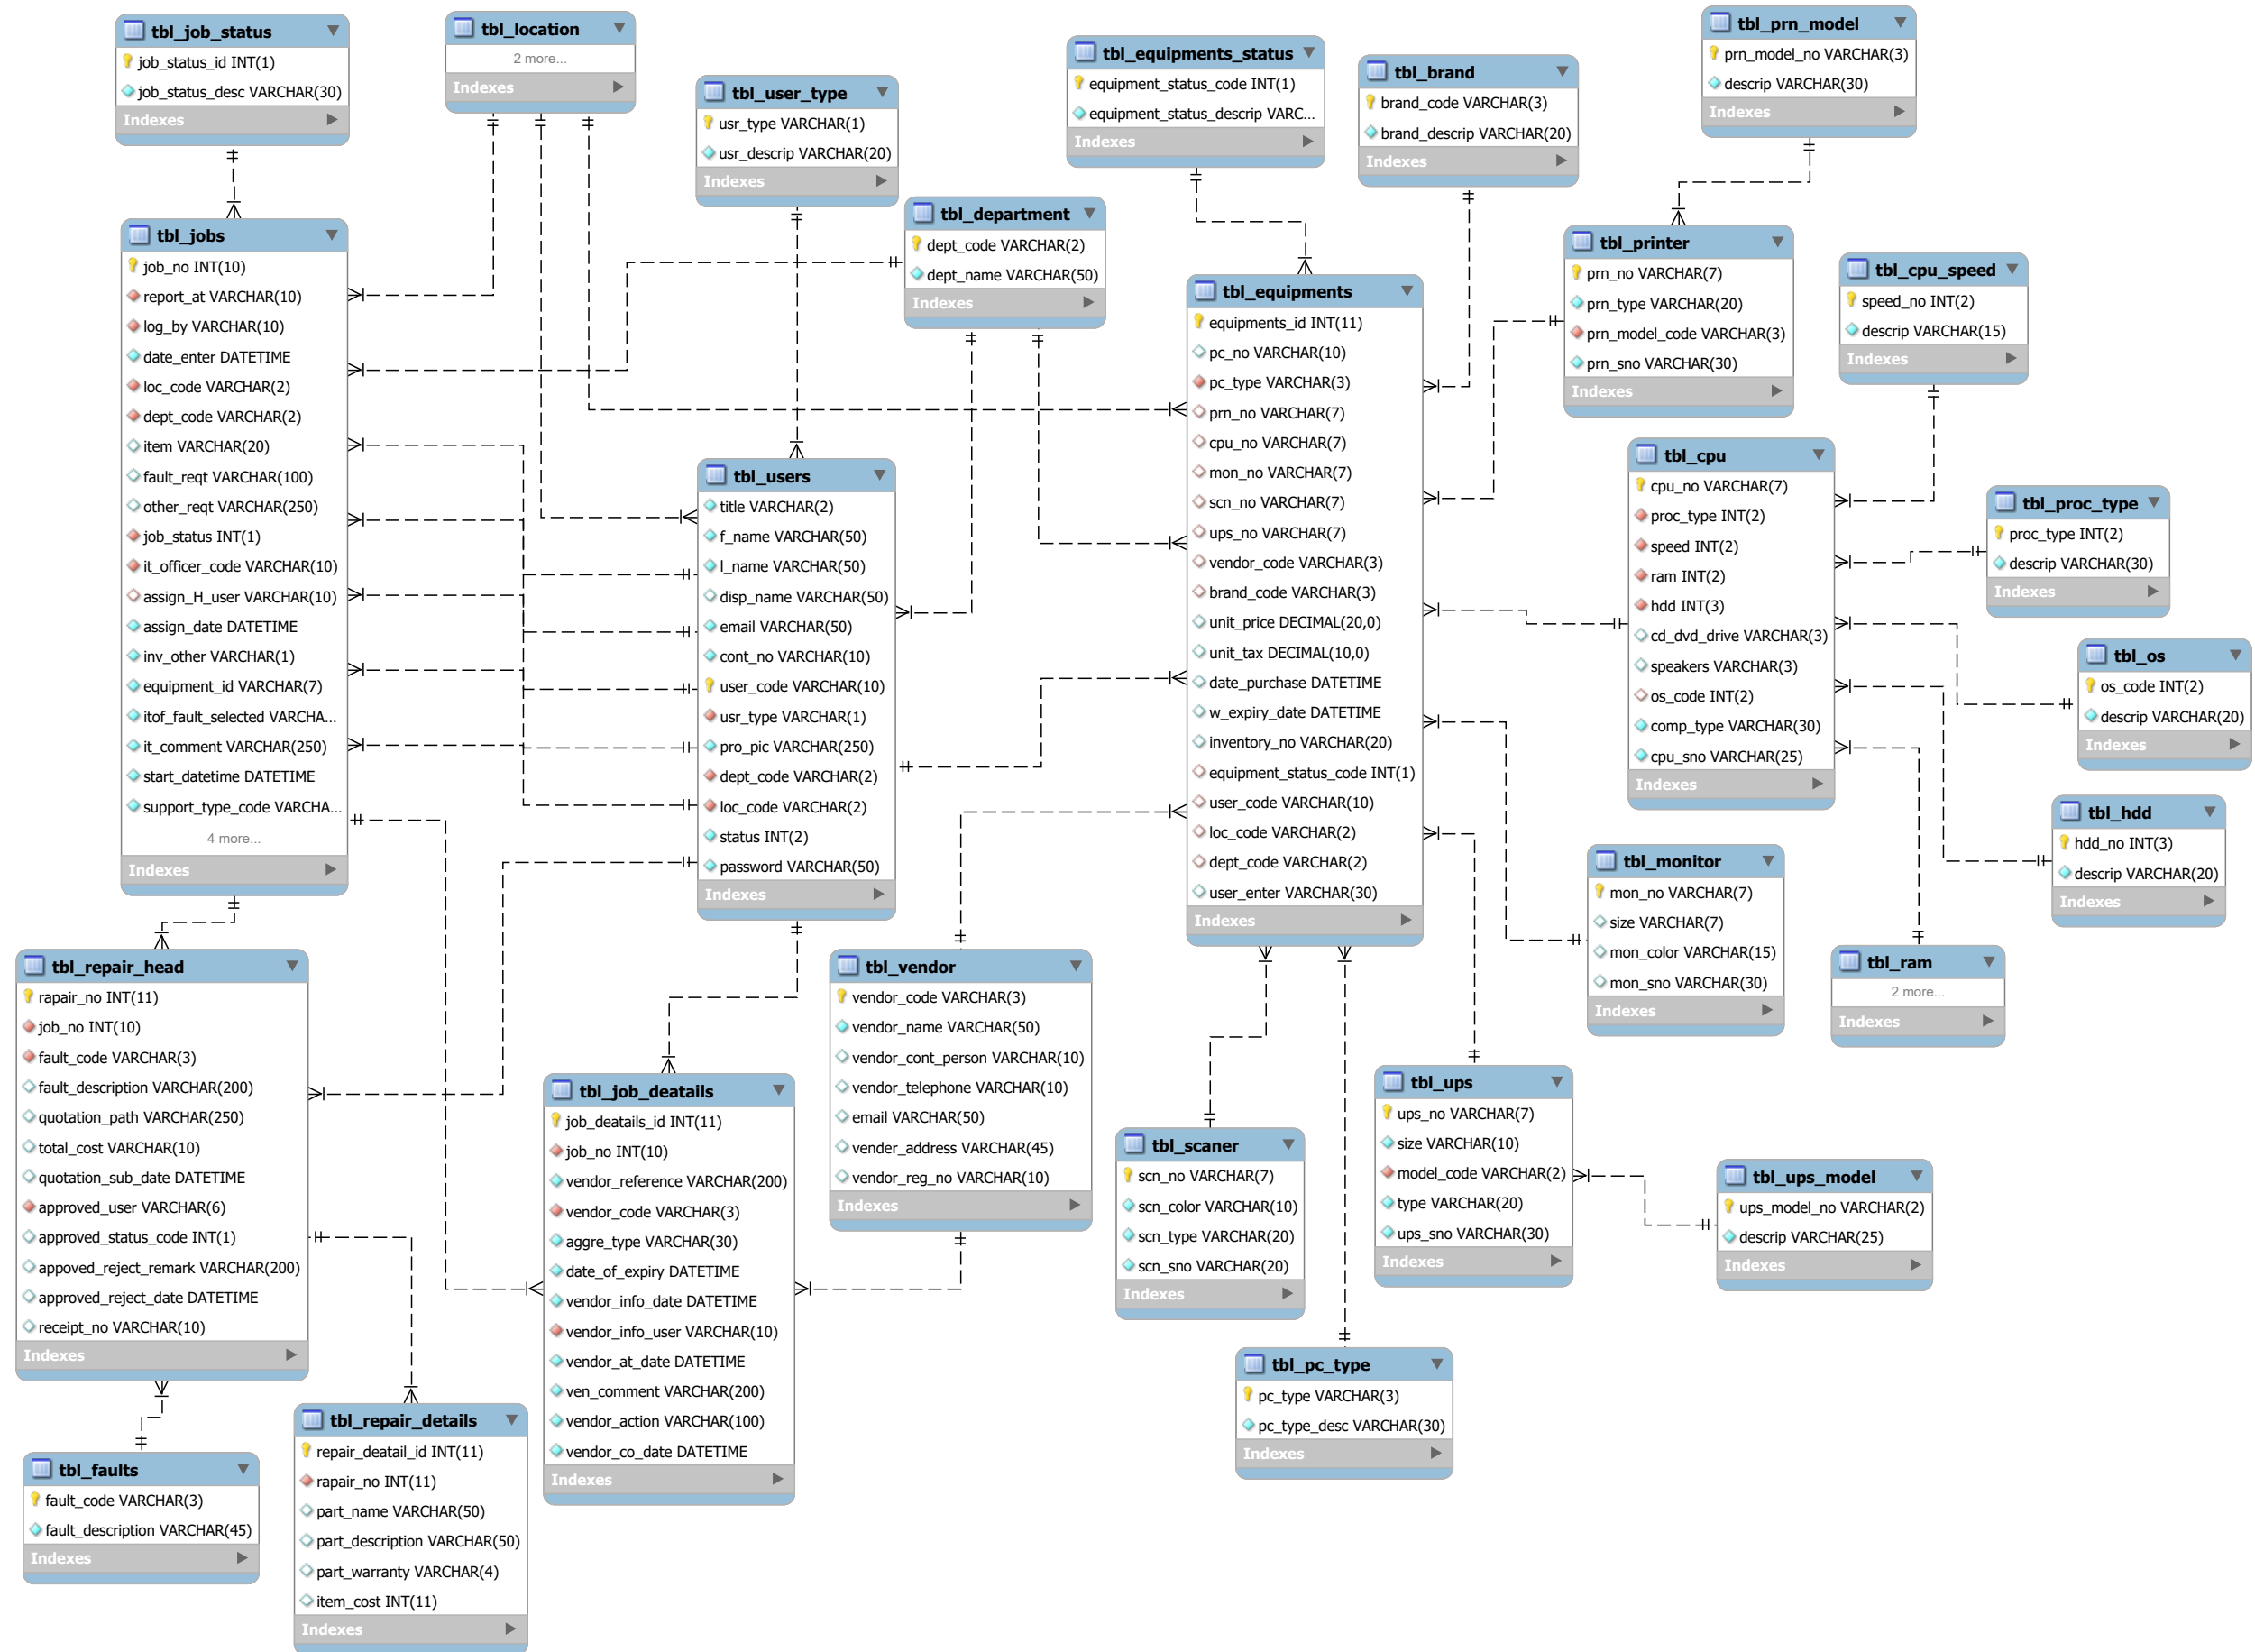 tbl_job_status
job_status_id INT(1)
job_status_desc VARCHAR(30)
Indexes
tbl_location
2 more...
Indexes
tbl_user_type
usr_type VARCHAR(1)
usr_descrip VARCHAR(20)
Indexes
tbl_equipments_status
equipment_status_code INT(1)
equipment_status_descrip VARC...
Indexes
tbl_brand
brand_code VARCHAR(3)
brand_descrip VARCHAR(20)
Indexes
tbl_prn_model
prn_model_no VARCHAR(3)
descrip VARCHAR(30)
Indexes
tbl_department
dept_code VARCHAR(2)
dept_name VARCHAR(50)
Indexes
tbl_jobs
job_no INT(10)
report_at VARCHAR(10)
log_by VARCHAR(10)
date_enter DATETIME
loc_code VARCHAR(2)
dept_code VARCHAR(2)
item VARCHAR(20)
fault_reqt VARCHAR(100)
other_reqt VARCHAR(250)
job_status INT(1)
it_officer_code VARCHAR(10)
assign_H_user VARCHAR(10)
assign_date DATETIME
inv_other VARCHAR(1)
equipment_id VARCHAR(7)
itof_fault_selected VARCHA...
it_comment VARCHAR(250)
start_datetime DATETIME
support_type_code VARCHA...
4 more...
Indexes
tbl_printer
prn_no VARCHAR(7)
prn_type VARCHAR(20)
prn_model_code VARCHAR(3)
prn_sno VARCHAR(30)
Indexes
tbl_cpu_speed
speed_no INT(2)
descrip VARCHAR(15)
Indexes
tbl_equipments
equipments_id INT(11)
pc_no VARCHAR(10)
pc_type VARCHAR(3)
prn_no VARCHAR(7)
cpu_no VARCHAR(7)
mon_no VARCHAR(7)
scn_no VARCHAR(7)
ups_no VARCHAR(7)
vendor_code VARCHAR(3)
brand_code VARCHAR(3)
unit_price DECIMAL(20,0)
unit_tax DECIMAL(10,0)
date_purchase DATETIME
w_expiry_date DATETIME
inventory_no VARCHAR(20)
equipment_status_code INT(1)
user_code VARCHAR(10)
loc_code VARCHAR(2)
dept_code VARCHAR(2)
user_enter VARCHAR(30)
Indexes
tbl_users
title VARCHAR(2)
f_name VARCHAR(50)
l_name VARCHAR(50)
disp_name VARCHAR(50)
email VARCHAR(50)
cont_no VARCHAR(10)
user_code VARCHAR(10)
usr_type VARCHAR(1)
pro_pic VARCHAR(250)
dept_code VARCHAR(2)
loc_code VARCHAR(2)
status INT(2)
password VARCHAR(50)
Indexes
tbl_cpu
cpu_no VARCHAR(7)
proc_type INT(2)
speed INT(2)
ram INT(2)
hdd INT(3)
cd_dvd_drive VARCHAR(3)
speakers VARCHAR(3)
os_code INT(2)
comp_type VARCHAR(30)
cpu_sno VARCHAR(25)
Indexes
tbl_proc_type
proc_type INT(2)
descrip VARCHAR(30)
Indexes
tbl_os
os_code INT(2)
descrip VARCHAR(20)
Indexes
tbl_hdd
hdd_no INT(3)
descrip VARCHAR(20)
Indexes
tbl_monitor
mon_no VARCHAR(7)
size VARCHAR(7)
mon_color VARCHAR(15)
mon_sno VARCHAR(30)
Indexes
tbl_ram
2 more...
Indexes
tbl_repair_head
rapair_no INT(11)
job_no INT(10)
fault_code VARCHAR(3)
fault_description VARCHAR(200)
quotation_path VARCHAR(250)
total_cost VARCHAR(10)
quotation_sub_date DATETIME
approved_user VARCHAR(6)
approved_status_code INT(1)
appoved_reject_remark VARCHAR(200)
approved_reject_date DATETIME
receipt_no VARCHAR(10)
Indexes
tbl_vendor
vendor_code VARCHAR(3)
vendor_name VARCHAR(50)
vendor_cont_person VARCHAR(10)
vendor_telephone VARCHAR(10)
email VARCHAR(50)
vender_address VARCHAR(45)
vendor_reg_no VARCHAR(10)
Indexes
tbl_job_deatails
job_deatails_id INT(11)
job_no INT(10)
vendor_reference VARCHAR(200)
vendor_code VARCHAR(3)
aggre_type VARCHAR(30)
date_of_expiry DATETIME
vendor_info_date DATETIME
vendor_info_user VARCHAR(10)
vendor_at_date DATETIME
ven_comment VARCHAR(200)
vendor_action VARCHAR(100)
vendor_co_date DATETIME
Indexes
tbl_scaner
scn_no VARCHAR(7)
scn_color VARCHAR(10)
scn_type VARCHAR(20)
scn_sno VARCHAR(20)
Indexes
tbl_ups
ups_no VARCHAR(7)
size VARCHAR(10)
model_code VARCHAR(2)
type VARCHAR(20)
ups_sno VARCHAR(30)
Indexes
tbl_ups_model
ups_model_no VARCHAR(2)
descrip VARCHAR(25)
Indexes
tbl_pc_type
pc_type VARCHAR(3)
pc_type_desc VARCHAR(30)
Indexes
tbl_faults
fault_code VARCHAR(3)
fault_description VARCHAR(45)
Indexes
tbl_repair_details
repair_deatail_id INT(11)
rapair_no INT(11)
part_name VARCHAR(50)
part_description VARCHAR(50)
part_warranty VARCHAR(4)
item_cost INT(11)
Indexes